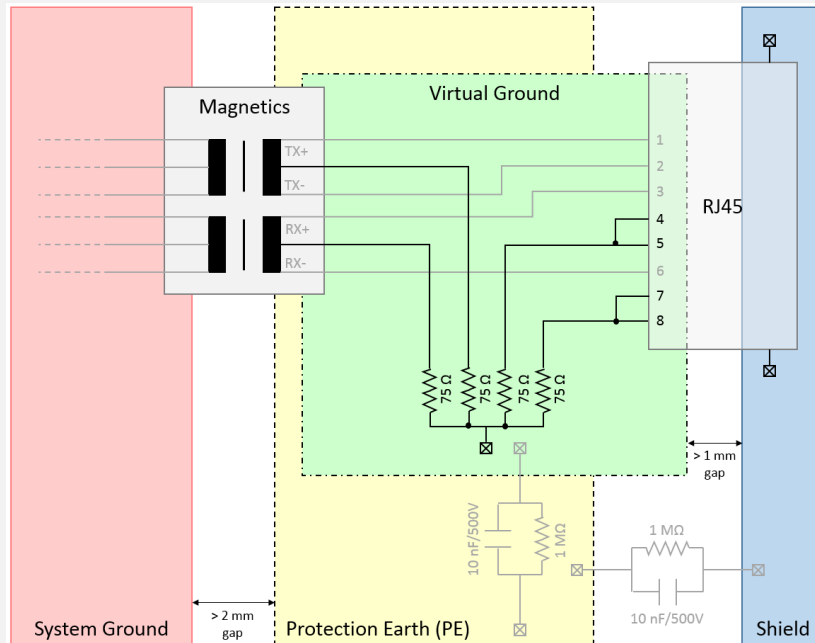 Magnetics
Virtual Ground
TX+
TX-
RX+
RX-
1
2
3
4
5
6
7
8
RJ45
75 Ω
75 Ω
75 Ω
75 Ω
> 1 mm
gap
10 nF/500V
1 MΩ
1 MΩ
10 nF/500V
> 2 mm
gap
System Ground
Protection Earth (PE)
Shield